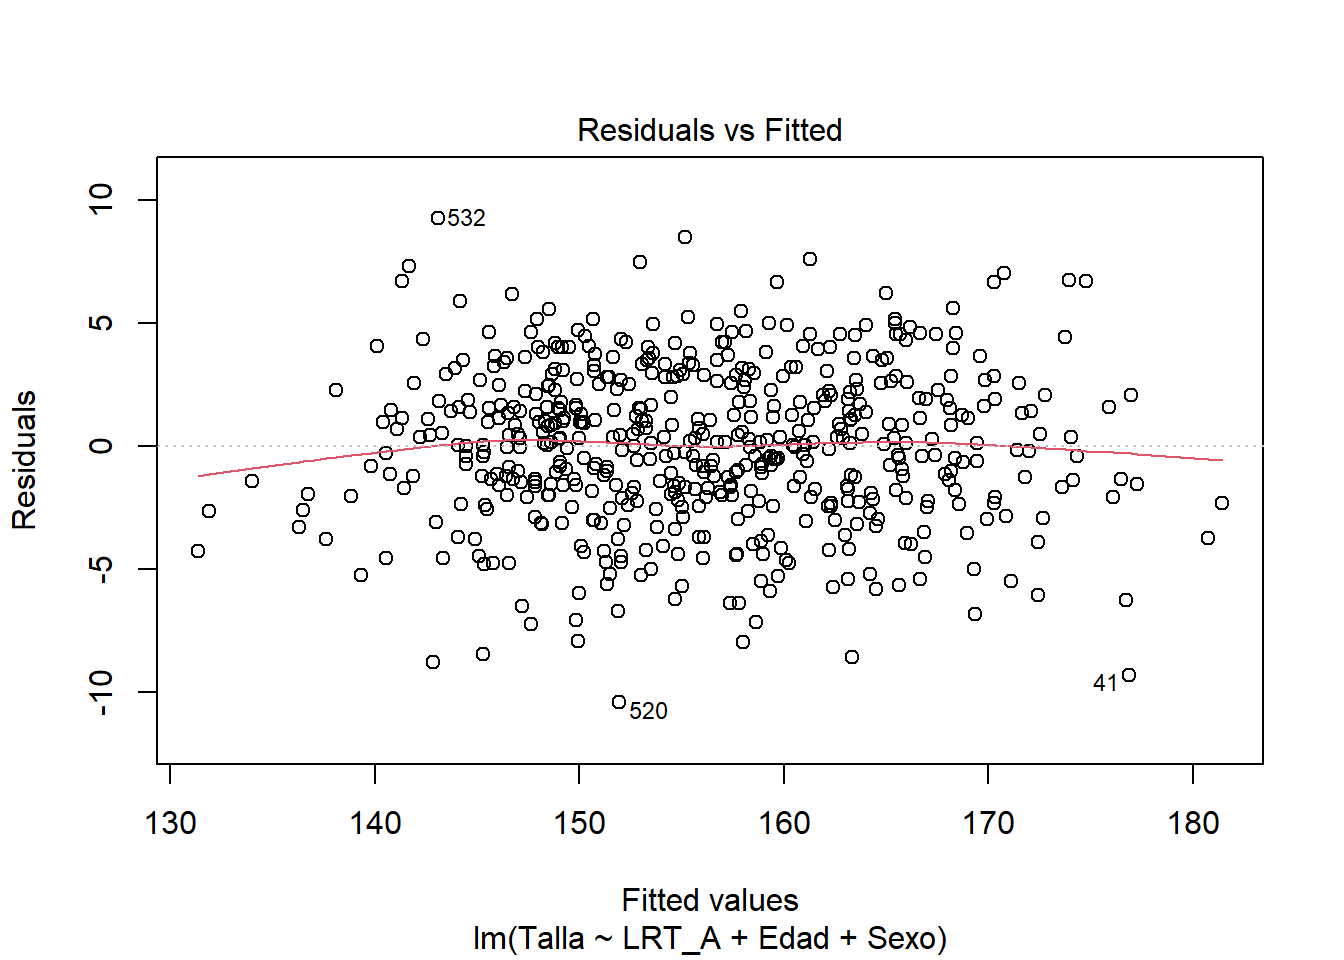 Residuals vs Fitted
Residuals
10
5
0
-5
-10
532
520
41
130 140 150 160 170 180
Fitted values
lm(Talla ~ LRT_A + Edad + Sexo)